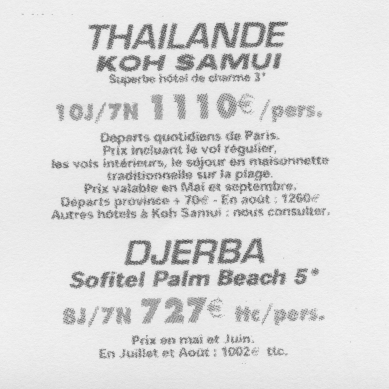 THAILANDE
KOH SAMUI
Superbe hôtel de charme 3*
10J/7N 1110€/pers.
Départs quotidiens de Paris.
Prix incluant le vol régulier,
les vols intérieurs, le séjour en maisonnette
traditionnelle sur la plage.
Prix valable en Mai et septembre.
Départs province + 70€ - En août : 1260€
Autres hôtels à Koh Samui : nous consulter.
DJERBA
Sofitel Palm Beach 5*
8J/7N 727€ ttc/pers.
Prix en mai et Juin.
En Juillet et Août : 1002€ ttc.